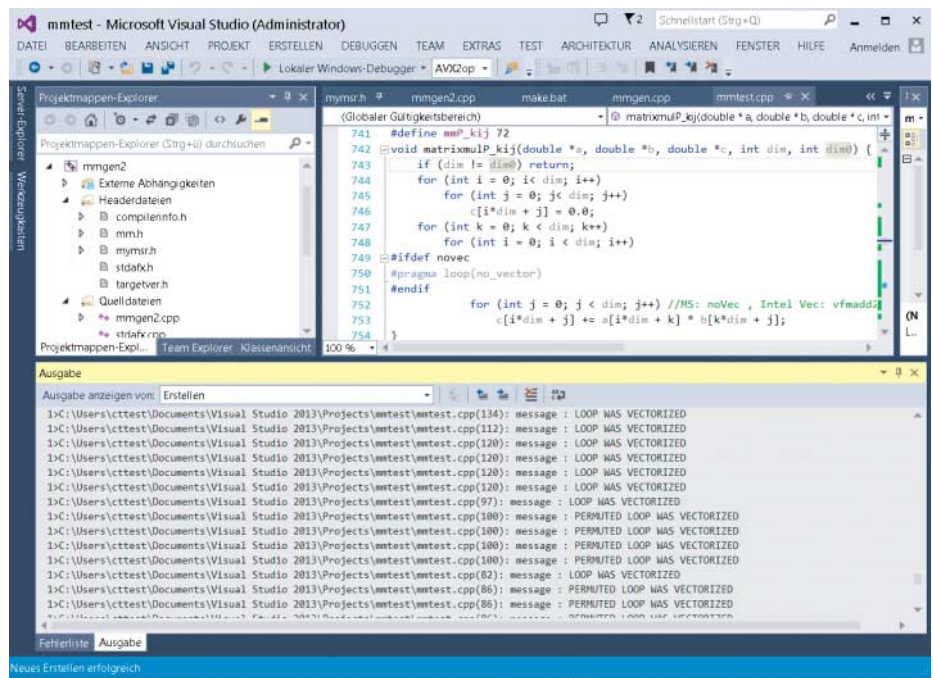 mmtest - Microsoft Visual Studio (Administrator)
2
Schnellstart (Strg+Q)
DATEI BEARBEITEN ANSICHT PROJEKT ERSTELLEN DEBUGGEN TEAM EXTRAS TEST ARCHITEKTUR ANALYSIEREN FENSTER HILFE Anmelden
Lokaler Windows-Debugger AVX2op
Server-Explorer
Werkzeugkasten
Projektmappen-Explorer
Projektmappen-Explorer (Strg+ü) durchsuchen
mmgen2
Externe Abhängigkeiten
Headerdateien
compilerinfo.h
mm.h
mymsr.h
stdafx.h
targetver.h
Quelldateien
mmgen2.cpp
stdafx.cpp
Projektmappen-Expl... Team Explorer Klassenansicht
mymsr.h mmgen2.cpp make.bat mmgen.cpp mmtest.cpp
(Globaler Gültigkeitsbereich) matrixmulP_kij(double * a, double * b, double * c, int
741 #define mmP_kij 72
742 void matrixmulP_kij(double *a, double *b, double *c, int dim, int dim0) {
743 if (dim != dim0) return;
744 for (int i = 0; i< dim; i++)
745 for (int j = 0; j< dim; j++)
746 c[i*dim + j] = 0.0;
747 for (int k = 0; k < dim; k++)
748 for (int i = 0; i < dim; i++)
749 #ifdef novec
750 #pragma loop(no_vector)
751 #endif
752 for (int j = 0; j < dim; j++) //MS: noVec , Intel Vec: vfmadd2
753 c[i*dim + j] += a[i*dim + k] * b[k*dim + j];
754 }
100 %
m
(N
L...
Ausgabe
Ausgabe anzeigen von: Erstellen
1>C:\Users\cttest\Documents\Visual Studio 2013\Projects\mmtest\mmtest.cpp(134): message : LOOP WAS VECTORIZED
1>C:\Users\cttest\Documents\Visual Studio 2013\Projects\mmtest\mmtest.cpp(112): message : LOOP WAS VECTORIZED
1>C:\Users\cttest\Documents\Visual Studio 2013\Projects\mmtest\mmtest.cpp(120): message : LOOP WAS VECTORIZED
1>C:\Users\cttest\Documents\Visual Studio 2013\Projects\mmtest\mmtest.cpp(120): message : LOOP WAS VECTORIZED
1>C:\Users\cttest\Documents\Visual Studio 2013\Projects\mmtest\mmtest.cpp(120): message : LOOP WAS VECTORIZED
1>C:\Users\cttest\Documents\Visual Studio 2013\Projects\mmtest\mmtest.cpp(120): message : LOOP WAS VECTORIZED
1>C:\Users\cttest\Documents\Visual Studio 2013\Projects\mmtest\mmtest.cpp(97): message : LOOP WAS VECTORIZED
1>C:\Users\cttest\Documents\Visual Studio 2013\Projects\mmtest\mmtest.cpp(100): message : PERMUTED LOOP WAS VECTORIZED
1>C:\Users\cttest\Documents\Visual Studio 2013\Projects\mmtest\mmtest.cpp(100): message : PERMUTED LOOP WAS VECTORIZED
1>C:\Users\cttest\Documents\Visual Studio 2013\Projects\mmtest\mmtest.cpp(100): message : PERMUTED LOOP WAS VECTORIZED
1>C:\Users\cttest\Documents\Visual Studio 2013\Projects\mmtest\mmtest.cpp(100): message : PERMUTED LOOP WAS VECTORIZED
1>C:\Users\cttest\Documents\Visual Studio 2013\Projects\mmtest\mmtest.cpp(82): message : LOOP WAS VECTORIZED
1>C:\Users\cttest\Documents\Visual Studio 2013\Projects\mmtest\mmtest.cpp(86): message : PERMUTED LOOP WAS VECTORIZED
1>C:\Users\cttest\Documents\Visual Studio 2013\Projects\mmtest\mmtest.cpp(86): message : PERMUTED LOOP WAS VECTORIZED
Fehlerliste Ausgabe
Neues Erstellen erfolgreich